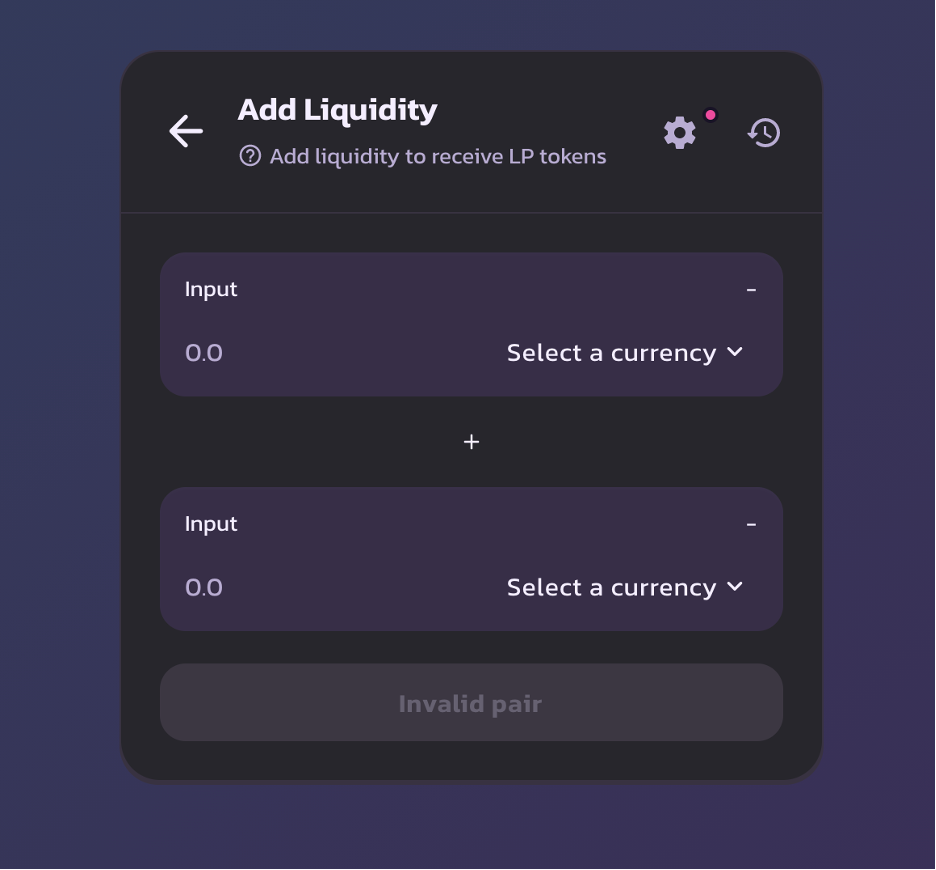 Add Liquidity
Add liquidity to receive LP tokens
Input -
0.0 Select a currency
+
Input -
0.0 Select a currency
Invalid pair